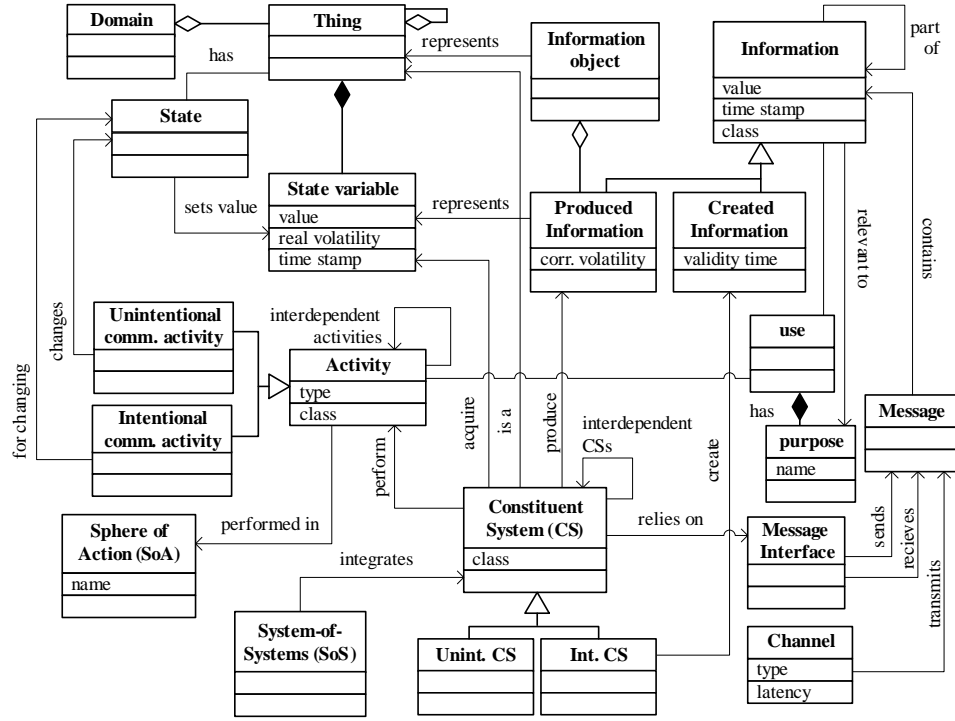 Domain
Thing
has
represents
Information
object
Information
value
time stamp
class
part
of
State
State variable
value
real volatility
time stamp
sets value
represents
Produced
Information
corr. volatility
Created
Information
validity time
relevant to
contains
for changing
changes
Unintentional
comm. activity
Intentional
comm. activity
interdependent
activities
Activity
type
class
use
has
purpose
name
Message
perform
acquire
is a
produce
interdependent
CSs
create
Sphere of
Action (SoA)
name
performed in
Constituent
System (CS)
class
relies on
Message
Interface
sends
recieves
transmits
integrates
System-of-
Systems (SoS)
Unint. CS
Int. CS
Channel
type
latency